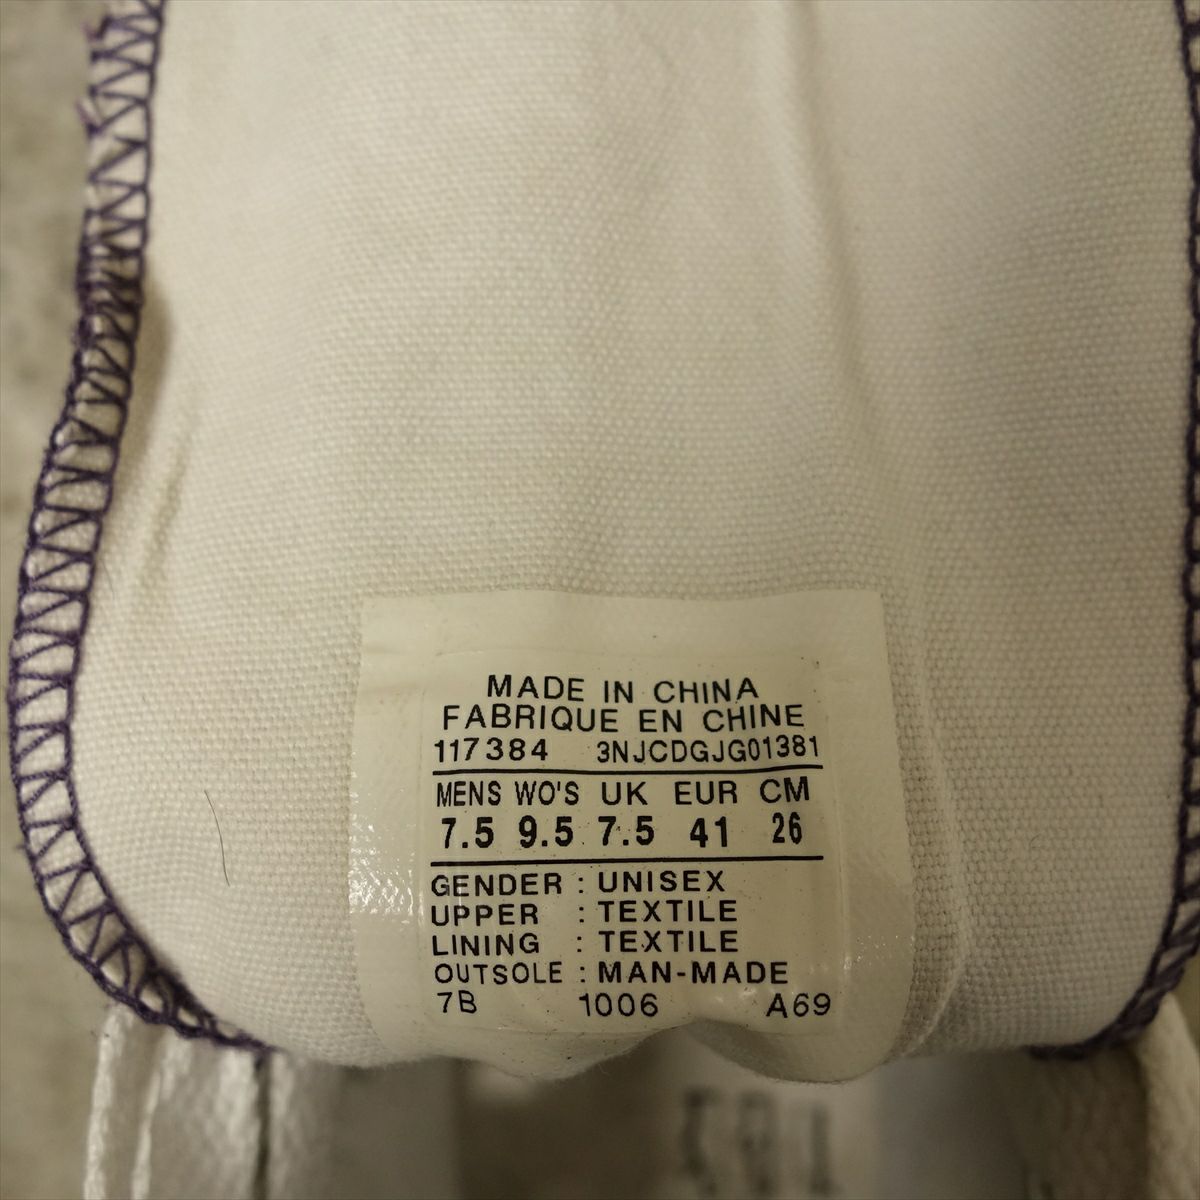 MADE IN CHINA
FABRIQUE EN CHINE
117384 3NJCDGJG01381
MENS WO'S UK EUR CM
7.5 9.5 7.5 41 26
GENDER : UNISEX
UPPER : TEXTILE
LINING : TEXTILE
OUTSOLE : MAN-MADE
7B 1006 A69